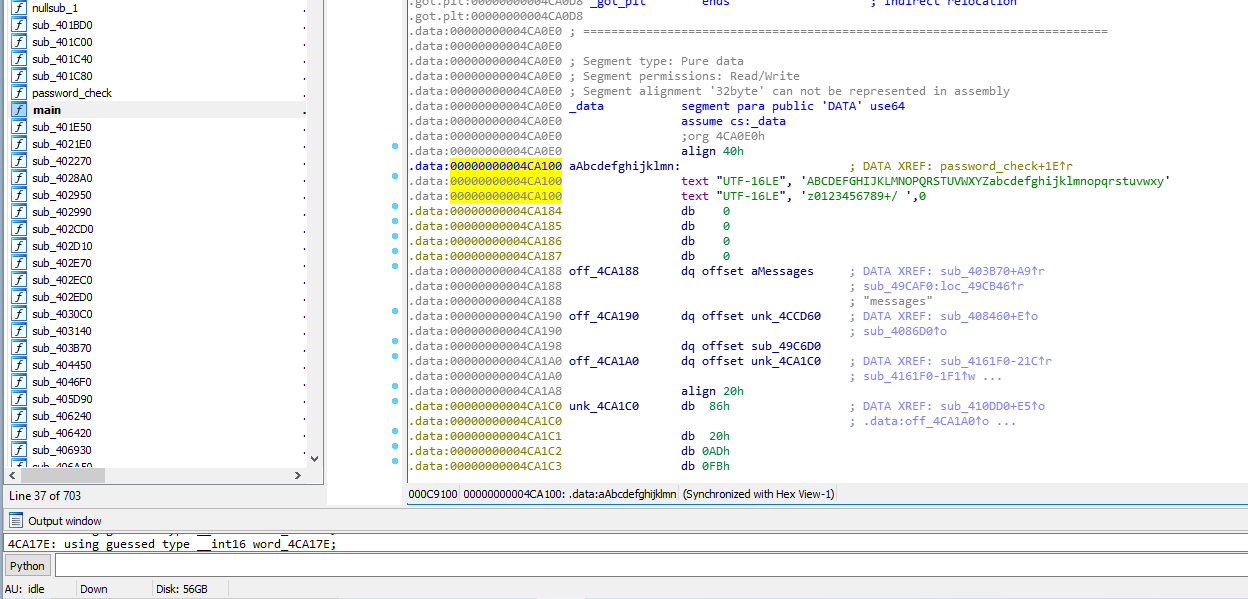 nullsub_1
sub_401BD0
sub_401C00
sub_401C40
sub_401C80
password_check
main
sub_401E50
sub_4021E0
sub_402270
sub_4028A0
sub_402950
sub_402990
sub_402CD0
sub_402D10
sub_402E70
sub_402EC0
sub_402ED0
sub_4030C0
sub_403140
sub_403B70
sub_404450
sub_4046F0
sub_405D90
sub_406240
sub_406420
sub_406930
sub_406AF0
Line 37 of 703
.got.plt:00000000004CA0D8 _got_plt ends ; indirect relocation
.got.plt:00000000004CA0D8
.data:00000000004CA0E0 ; ===========================================================================
.data:00000000004CA0E0
.data:00000000004CA0E0 ; Segment type: Pure data
.data:00000000004CA0E0 ; Segment permissions: Read/Write
.data:00000000004CA0E0 ; Segment alignment '32byte' can not be represented in assembly
.data:00000000004CA0E0 _data segment para public 'DATA' use64
.data:00000000004CA0E0 assume cs:_data
.data:00000000004CA0E0 ;org 4CA0E0h
.data:00000000004CA0E0 align 40h
.data:00000000004CA100 aAbcdefghijklmn: ; DATA XREF: password_check+1E↑r
.data:00000000004CA100 text "UTF-16LE", 'ABCDEFGHIJKLMNOPQRSTUVWXYZabcdefghijklmnopqrstuvwxy'
.data:00000000004CA100 text "UTF-16LE", 'z0123456789+/ ',0
.data:00000000004CA184 db 0
.data:00000000004CA185 db 0
.data:00000000004CA186 db 0
.data:00000000004CA187 db 0
.data:00000000004CA188 off_4CA188 dq offset aMessages ; DATA XREF: sub_403B70+A9↑r
.data:00000000004CA188 ; sub_49CAF0:loc_49CB46↑r
.data:00000000004CA188 ; "messages"
.data:00000000004CA190 off_4CA190 dq offset unk_4CCD60 ; DATA XREF: sub_408460+E↑o
.data:00000000004CA190 ; sub_4086D0↑o
.data:00000000004CA198 dq offset sub_49C6D0
.data:00000000004CA1A0 off_4CA1A0 dq offset unk_4CA1C0 ; DATA XREF: sub_4161F0-21C↑r
.data:00000000004CA1A0 ; sub_4161F0-1F1↑w ...
.data:00000000004CA1A8 align 20h
.data:00000000004CA1C0 unk_4CA1C0 db 86h ; DATA XREF: sub_410DD0+E5↑o
.data:00000000004CA1C0 ; .data:off_4CA1A0↑o ...
.data:00000000004CA1C1 db 20h
.data:00000000004CA1C2 db 0ADh
.data:00000000004CA1C3 db 0FBh
000C9100 00000000004CA100: .data:aAbcdefghijklmn (Synchronized with Hex View-1)
Output window
4CA17E: using guessed type __int16 word_4CA17E;
Python
AU: idle Down Disk: 56GB